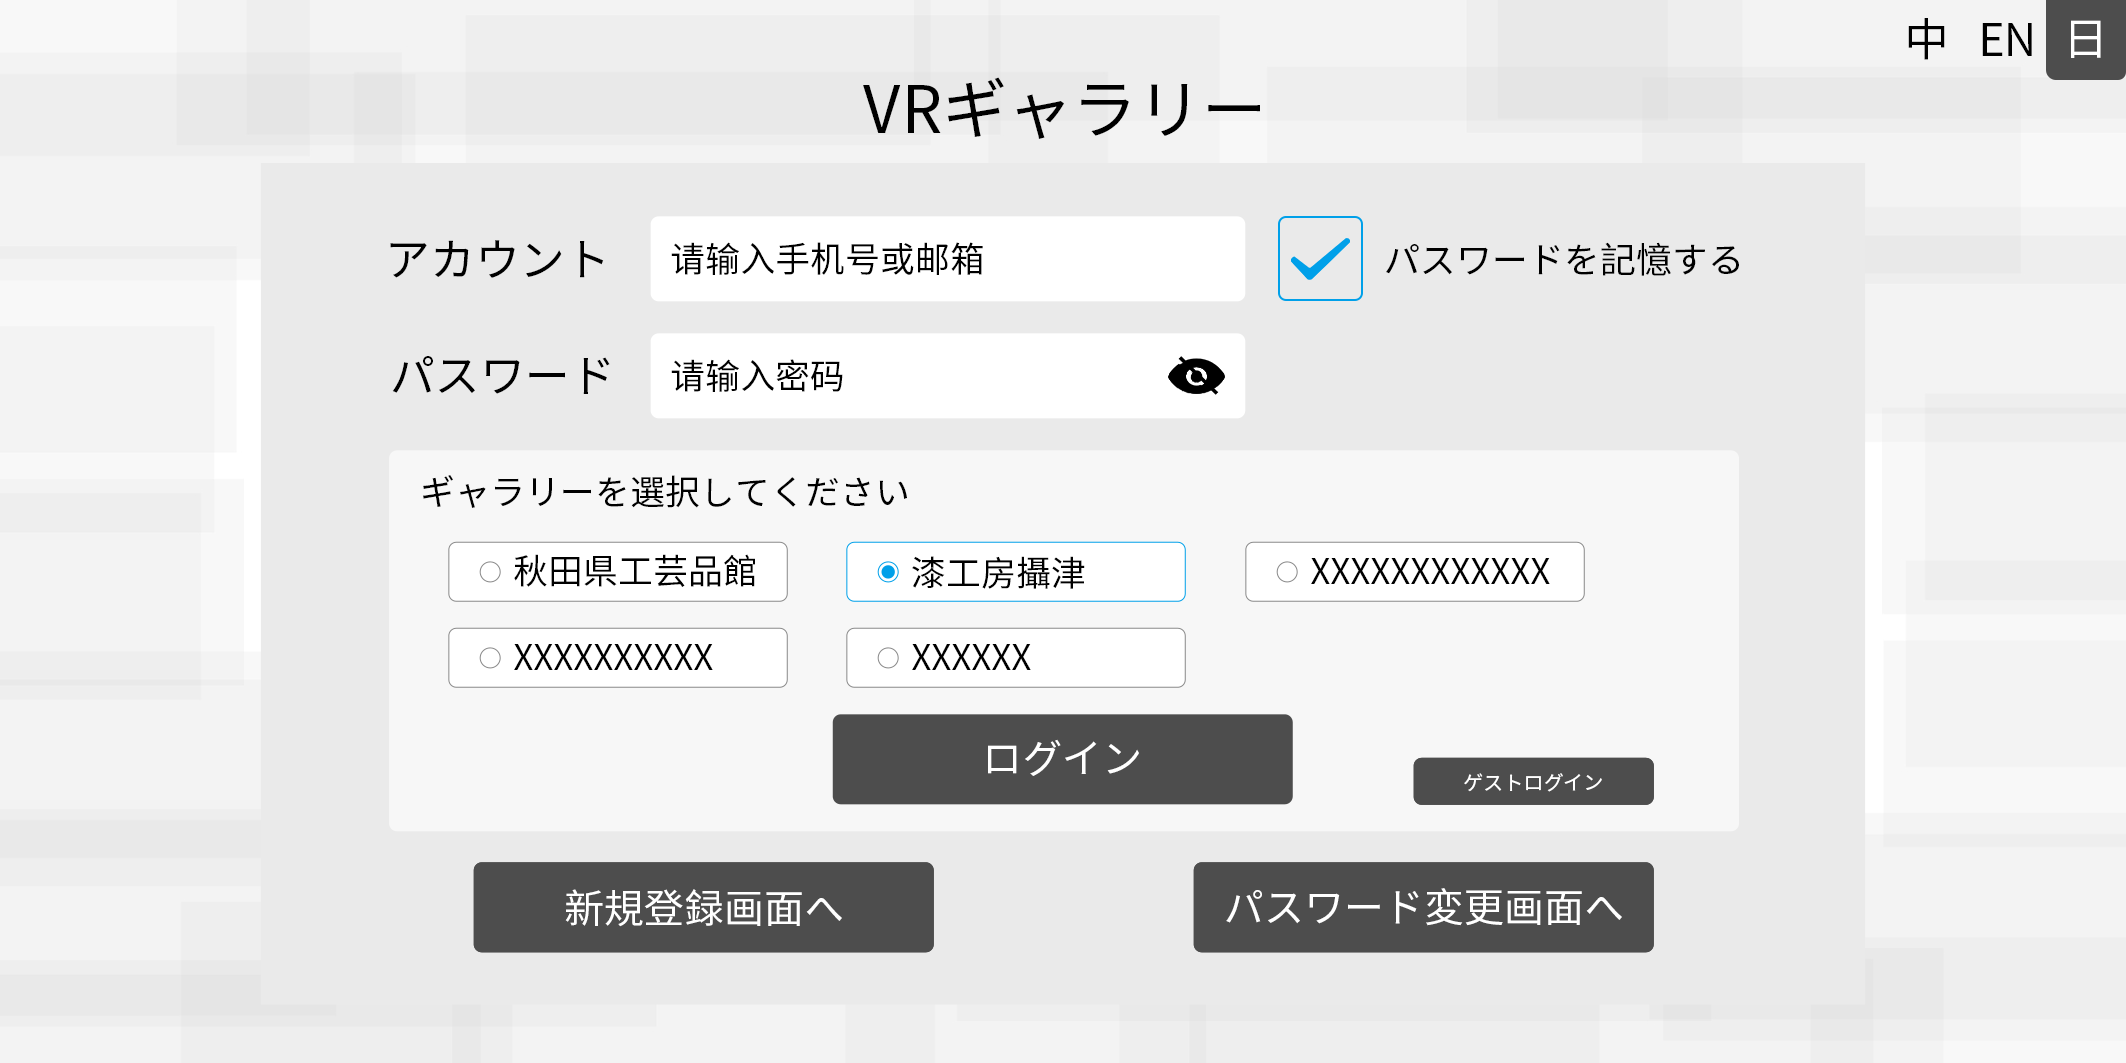 中 EN 日
VRギャラリー
アカウント 请输入手机号或邮箱 パスワードを記憶する
パスワード 请输入密码
ギャラリーを選択してください
秋田県工芸品館 漆工房攝津 XXXXXXXXXXXX
XXXXXXXXXX XXXXXX
ログイン
ゲストログイン
新規登録画面へ パスワード変更画面へ